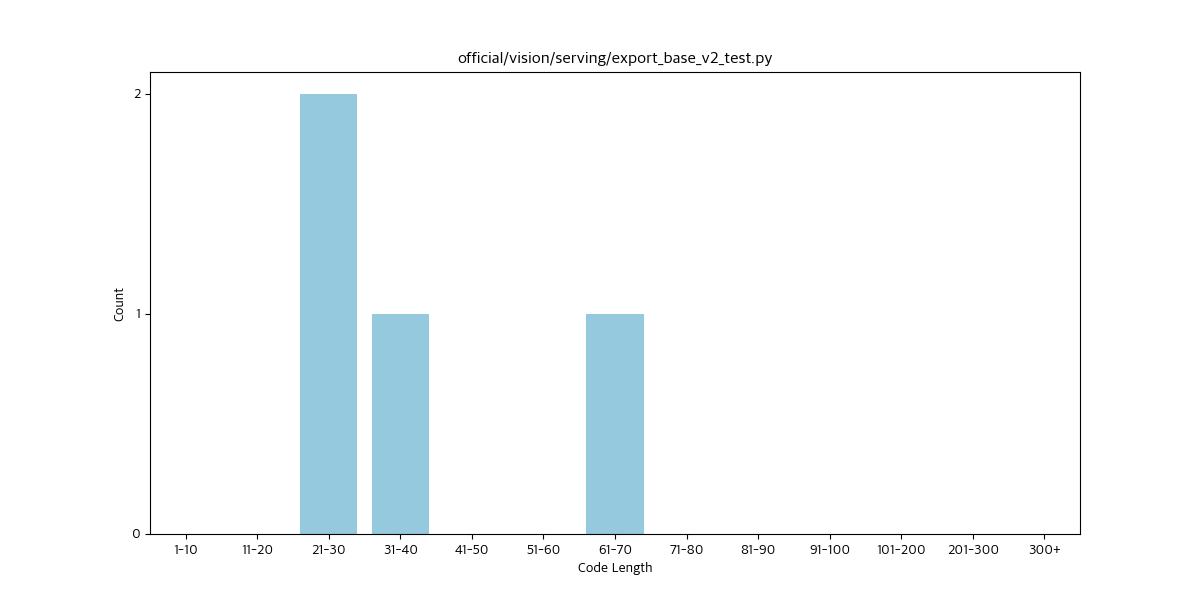 official/vision/serving/export_base_v2_test.py
2
1
0
Count
1-10 11-20 21-30 31-40 41-50 51-60 61-70 71-80 81-90 91-100 101-200 201-300 300+
Code Length